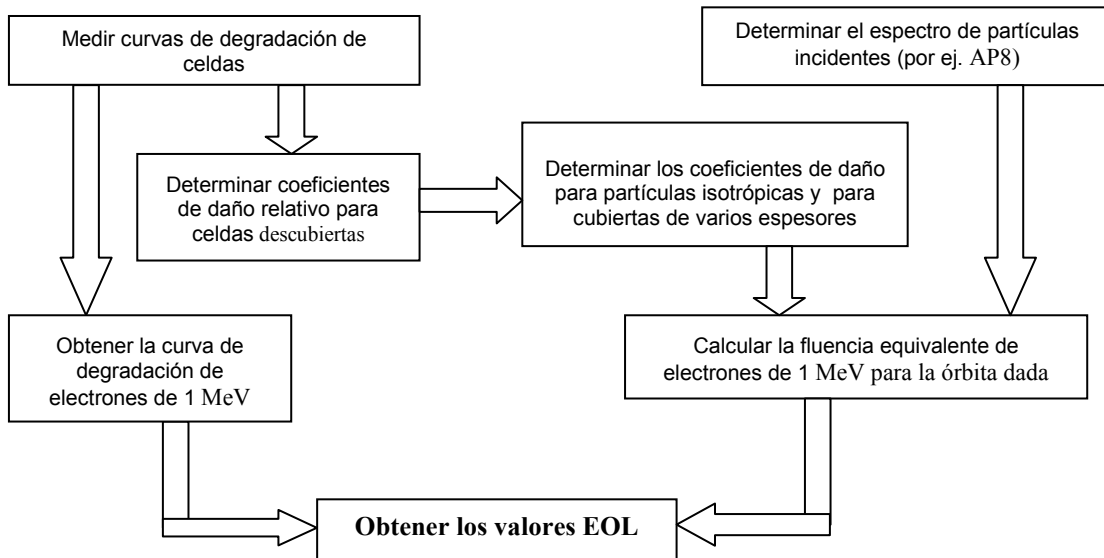 Medir curvas de degradación de
celdas
Determinar el espectro de partículas
incidentes (por ej. AP8)
Determinar coeficientes
de daño relativo para
celdas descubiertas
Determinar los coeficientes de daño
para partículas isotrópicas y para
cubiertas de varios espesores
Obtener la curva de
degradación de
electrones de 1 MeV
Calcular la fluencia equivalente de
electrones de 1 MeV para la órbita dada
Obtener los valores EOL